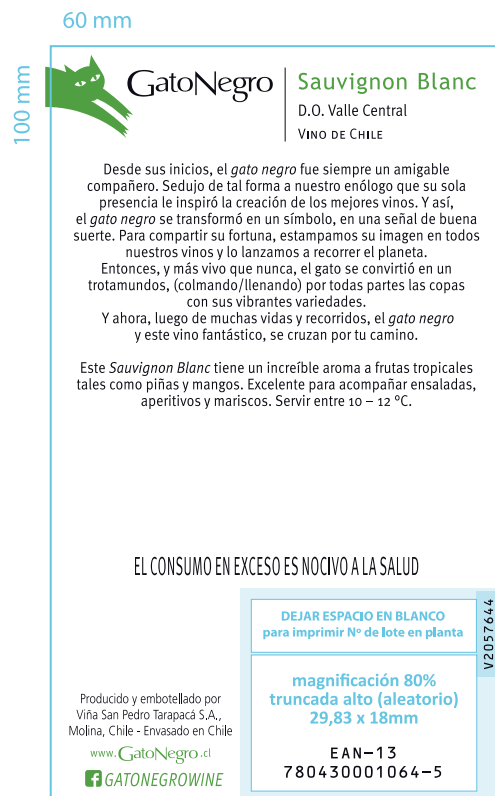 60 mm
100 mm
GatoNegro
Sauvignon Blanc
D.O. Valle Central
VINO DE CHILE
Desde sus inicios, el gato negro fue siempre un amigable
compañero. Sedujo de tal forma a nuestro enólogo que su sola
presencia le inspiró la creación de los mejores vinos. Y así,
el gato negro se transformó en un símbolo, en una señal de buena
suerte. Para compartir su fortuna, estampamos su imagen en todos
nuestros vinos y lo lanzamos a recorrer el planeta.
Entonces, y más vivo que nunca, el gato se convirtió en un
trotamundos, (colmando/llenando) por todas partes las copas
con sus vibrantes variedades.
Y ahora, luego de muchas vidas y recorridos, el gato negro
y este vino fantástico, se cruzan por tu camino.
Este Sauvignon Blanc tiene un increíble aroma a frutas tropicales
tales como piñas y mangos. Excelente para acompañar ensaladas,
aperitivos y mariscos. Servir entre 10 – 12 °C.
EL CONSUMO EN EXCESO ES NOCIVO A LA SALUD
DEJAR ESPACIO EN BLANCO
para imprimir Nº de lote en planta
V2057644
magnificación 80%
truncada alto (aleatorio)
29,83 x 18mm
EAN-13
780430001064-5
Producido y embotellado por
Viña San Pedro Tarapacá S.A.,
Molina, Chile - Envasado en Chile
www.GatoNegro.cl
GATONEGROWINE